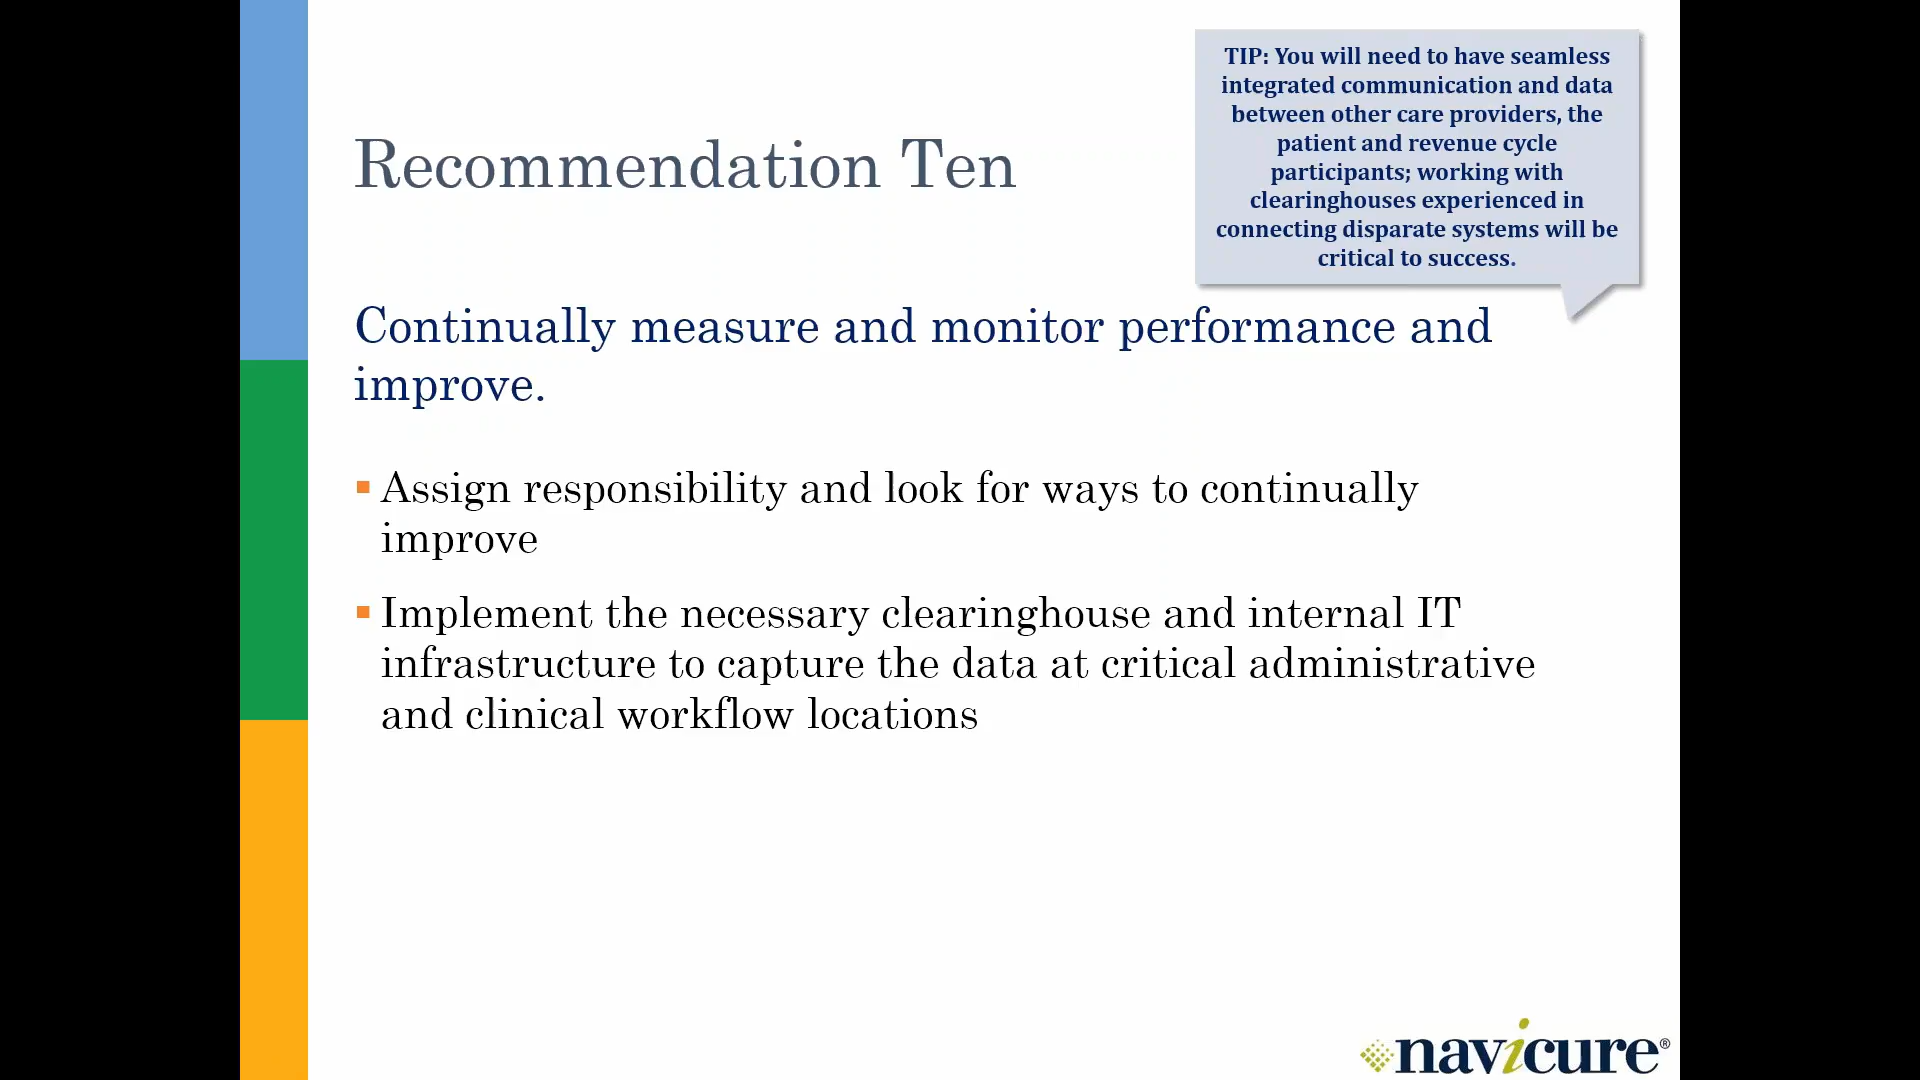 TIP: You will need to have seamless
integrated communication and data
between other care providers, the
patient and revenue cycle
participants; working with
clearinghouses experienced in
connecting disparate systems will be
critical to success.
Recommendation Ten
Continually measure and monitor performance and
improve.
▪ Assign responsibility and look for ways to continually
improve
▪ Implement the necessary clearinghouse and internal IT
infrastructure to capture the data at critical administrative
and clinical workflow locations
navicure®